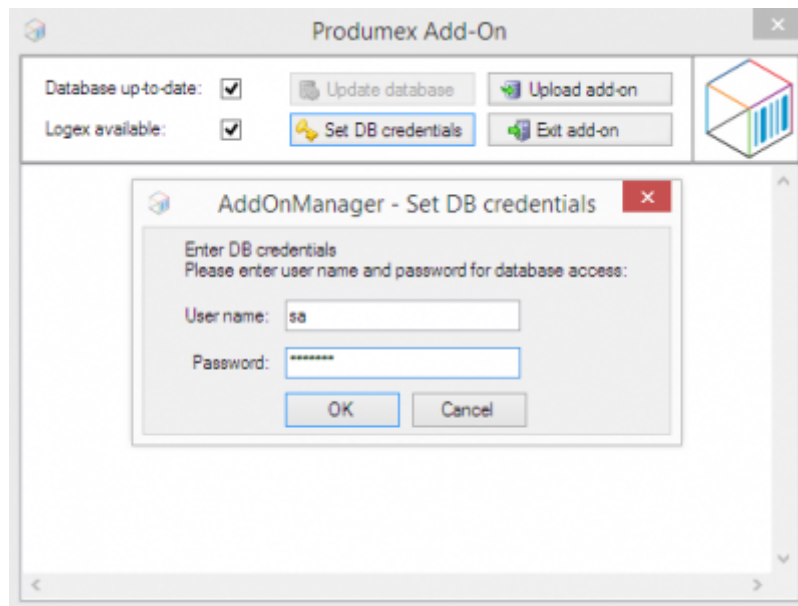 Produmex Add-On
Database up-to-date: Update database Upload add-on
Logex available: Set DB credentials Exit add-on
AddOnManager - Set DB credentials
Enter DB credentials
Please enter user name and password for database access:
User name: sa
Password: *******
OK Cancel